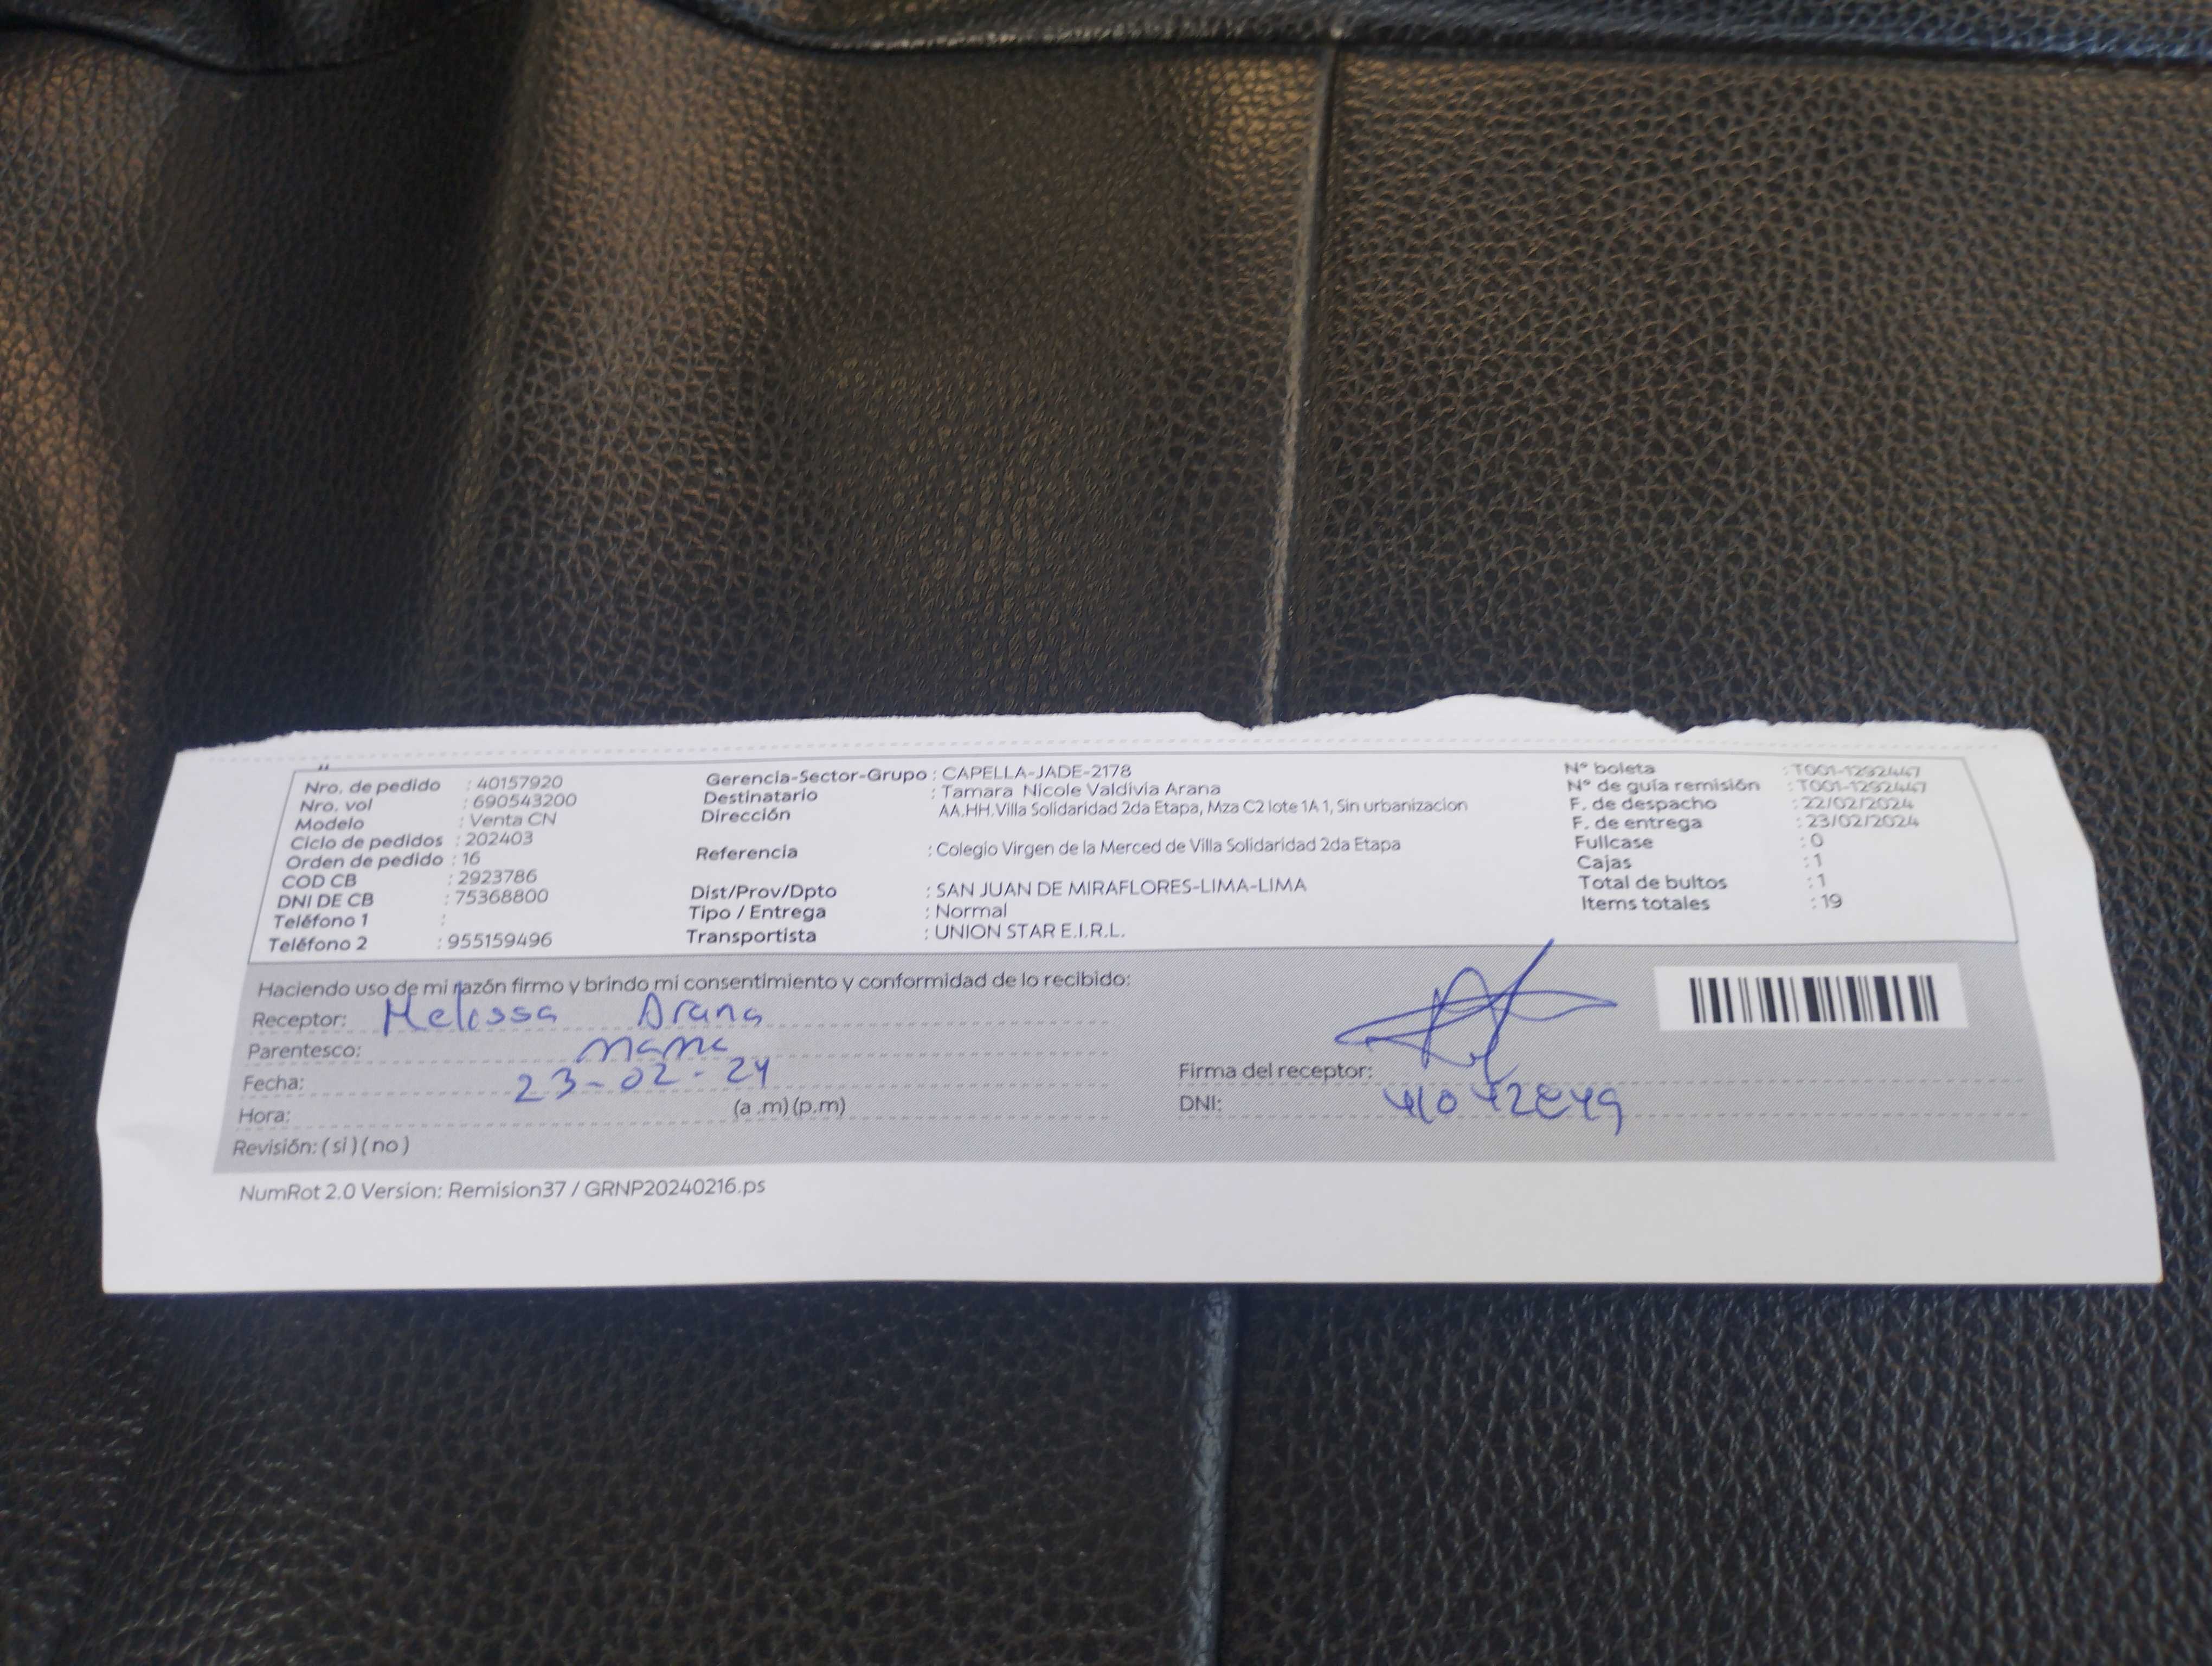 Nro. de pedido : 40157920
Nro. vol : 690543200
Modelo : Venta CN
Ciclo de pedidos : 202403
Orden de pedido : 16
COD CB : 2923786
DNI DE CB : 75368800
Teléfono 1 :
Teléfono 2 : 955159496
Gerencia-Sector-Grupo : CAPELLA-JADE-2178
Destinatario : Tamara Nicole Valdivia Arana
Dirección AA.HH.Villa Solidaridad 2da Etapa, Mza C2 lote 1A 1, Sin urbanizacion
Referencia : Colegio Virgen de la Merced de Villa Solidaridad 2da Etapa
Dist/Prov/Dpto : SAN JUAN DE MIRAFLORES-LIMA-LIMA
Tipo / Entrega : Normal
Transportista : UNION STAR E.I.R.L.
N° boleta : T001-1292447
N° de guía remisión : T001-1292447
F. de despacho : 22/02/2024
F. de entrega : 23/02/2024
Fullcase : 0
Cajas : 1
Total de bultos : 1
Items totales : 19
Haciendo uso de mi razón firmo y brindo mi consentimiento y conformidad de lo recibido:
Receptor: Melissa Arana
Parentesco: mama
Fecha: 23-02-24
Hora: (a .m) (p.m)
Revisión: ( si ) ( no )
Firma del receptor:
DNI:
NumRot 2.0 Version: Remision37 / GRNP20240216.ps